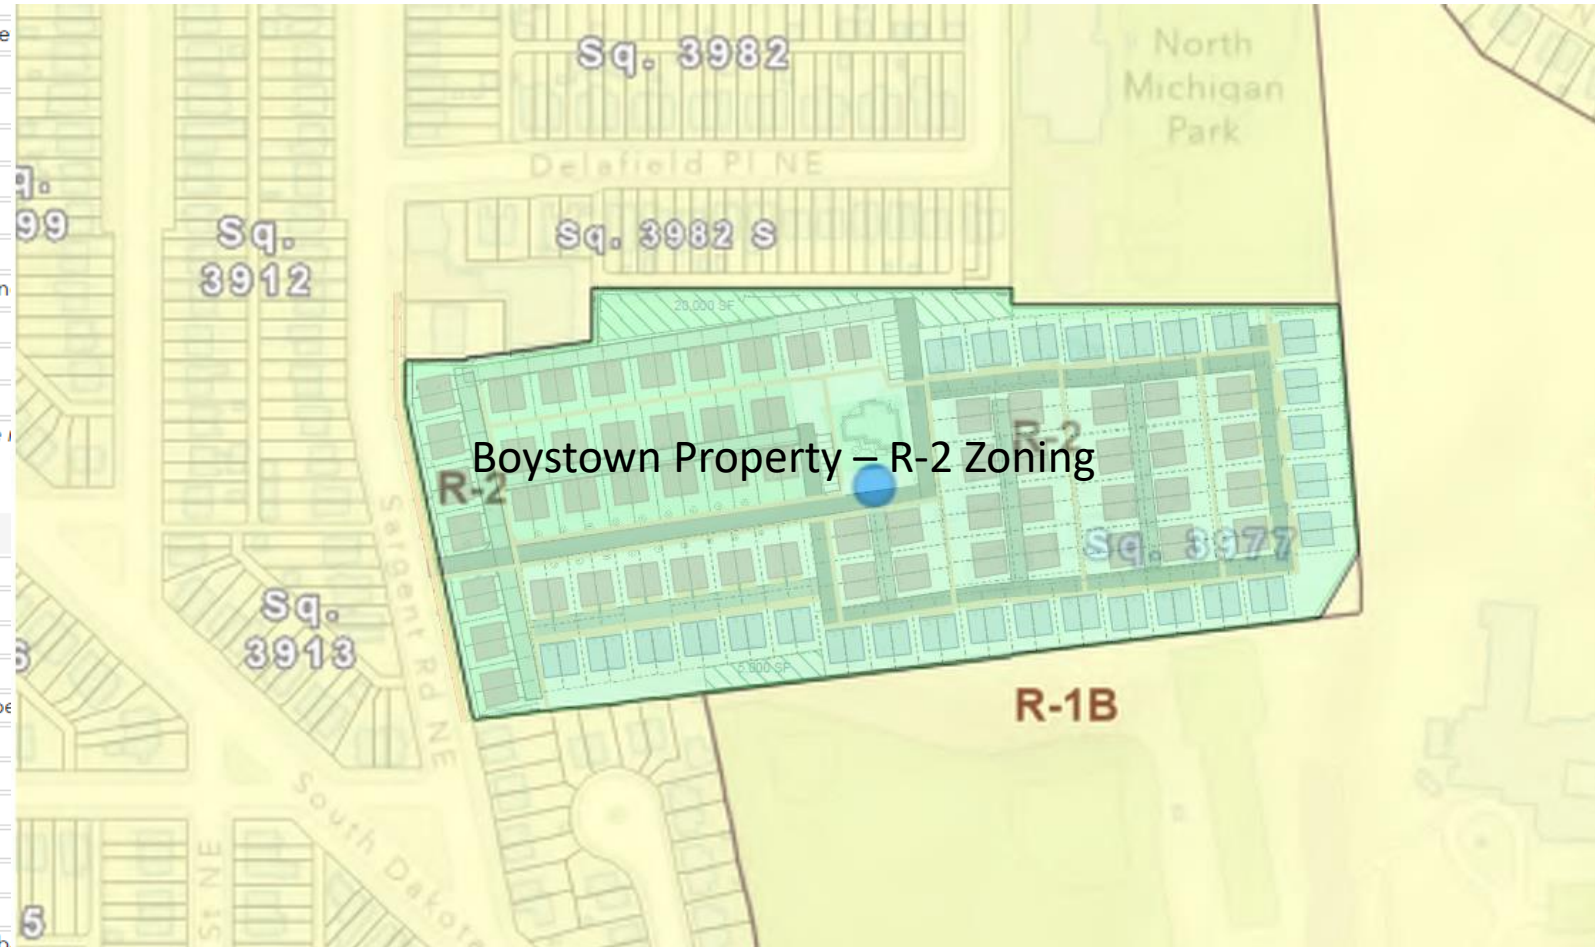 e
Sq. 3982
North
Michigan
Park
Delafield Pl NE
q.
99
Sq.
3912
Sq. 3982 S
n
20,000 SF
R-2
Boystown Property – R-2 Zoning
R-2
Sargent Rd NE
Sq. 3977
Sq.
3913
6
5,000 SF
R-1B
South Dakota
St NE
5